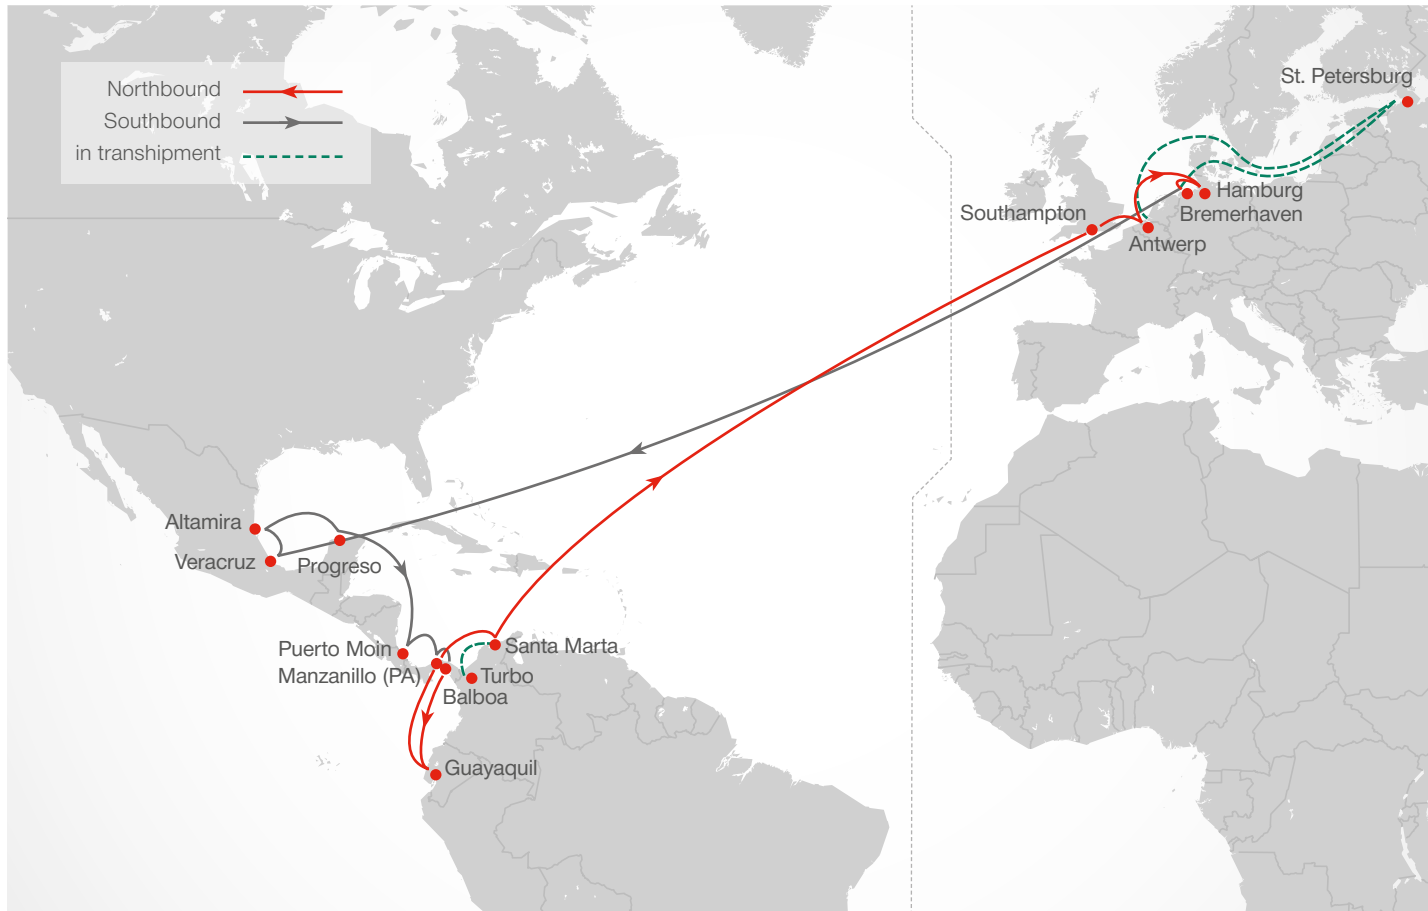 Northbound
Southbound
in transhipment
St. Petersburg
Hamburg
Bremerhaven
Southampton
Antwerp
Altamira
Veracruz
Progreso
Puerto Moin
Santa Marta
Manzanillo (PA)
Turbo
Balboa
Guayaquil